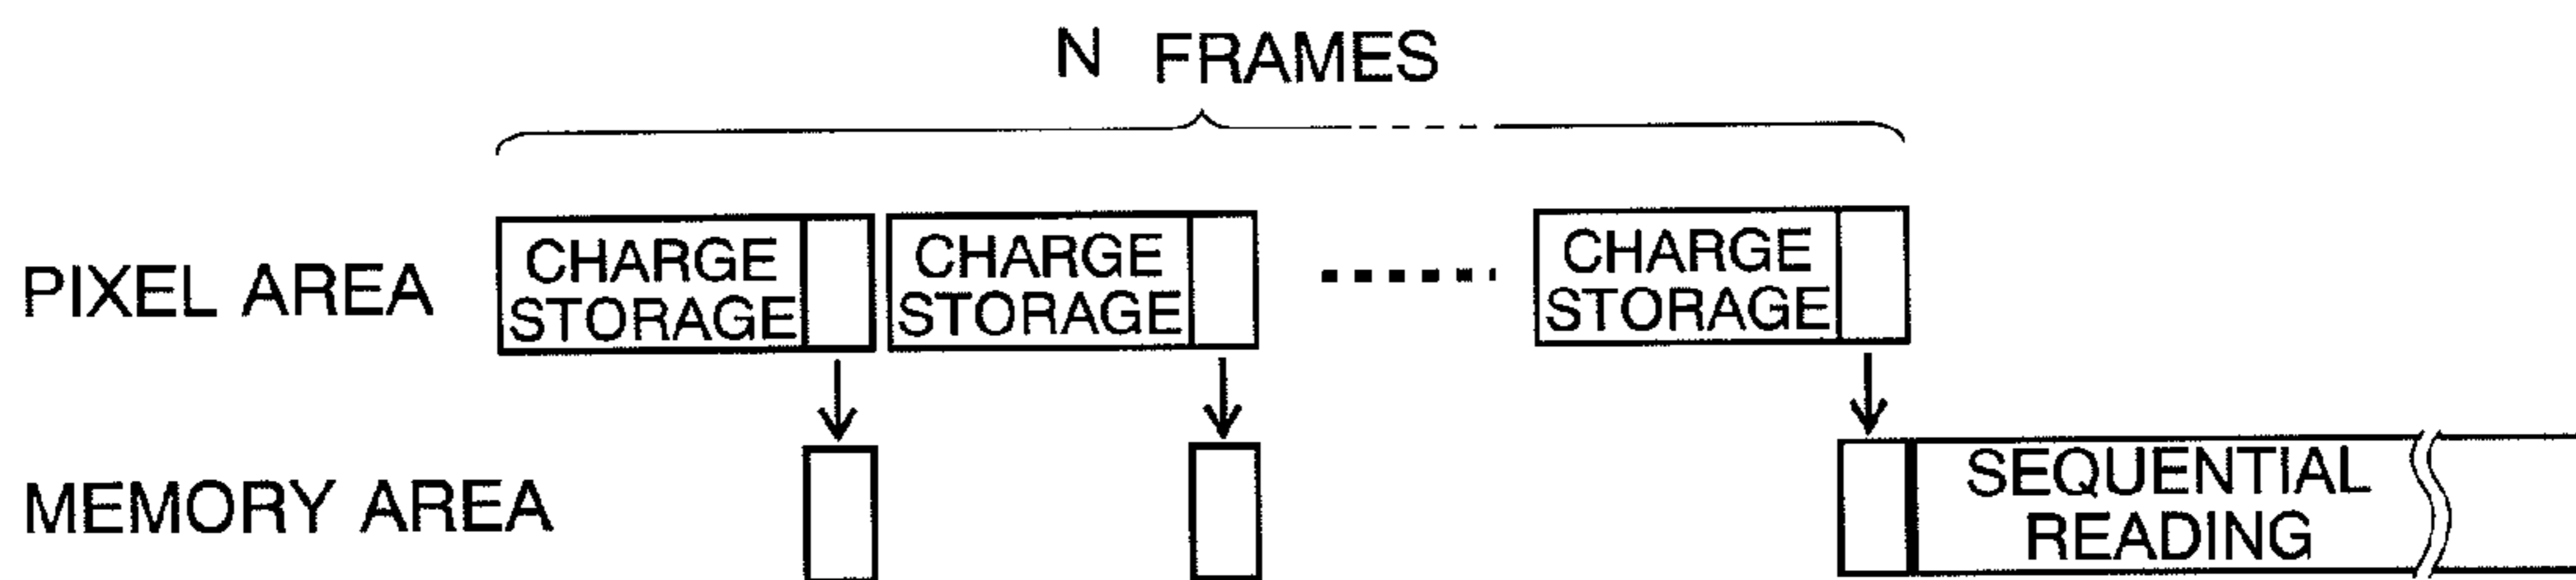 N FRAMES
PIXEL AREA
CHARGE
STORAGE
CHARGE
STORAGE
CHARGE
STORAGE
MEMORY AREA
SEQUENTIAL
READING